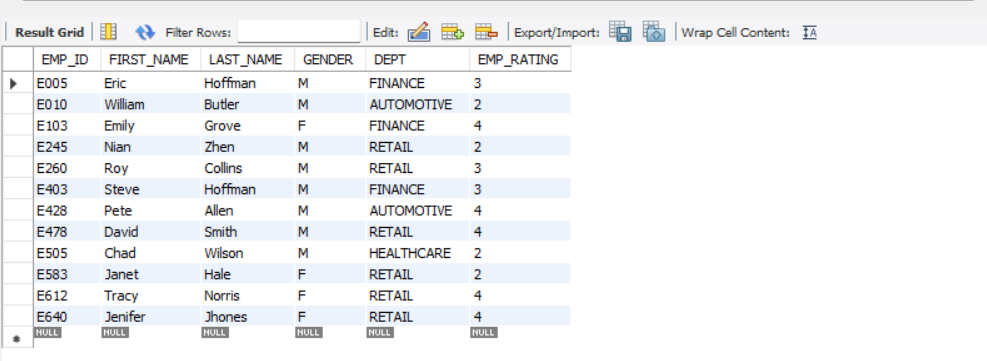 Result Grid Filter Rows: Edit: Export/Import: Wrap Cell Content: IA
EMP_ID FIRST_NAME LAST_NAME GENDER DEPT EMP_RATING
E005 Eric Hoffman M FINANCE 3
E010 William Butler M AUTOMOTIVE 2
E103 Emily Grove F FINANCE 4
E245 Nian Zhen M RETAIL 2
E260 Roy Collins M RETAIL 3
E403 Steve Hoffman M FINANCE 3
E428 Pete Allen M AUTOMOTIVE 4
E478 David Smith M RETAIL 4
E505 Chad Wilson M HEALTHCARE 2
E583 Janet Hale F RETAIL 2
E612 Tracy Norris F RETAIL 4
E640 Jenifer Jhones F RETAIL 4
NULL NULL NULL NULL NULL NULL